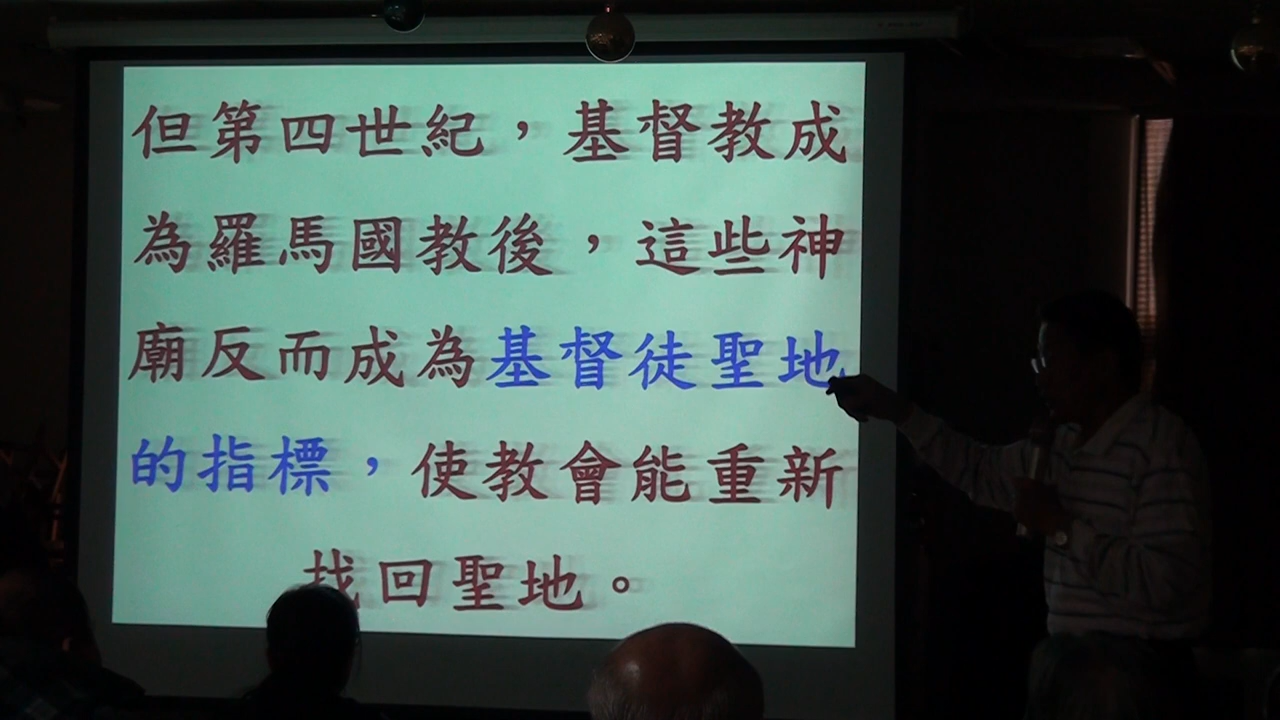 但第四世紀，基督教成
為羅馬國教後，這些神
廟反而成為基督徒聖地
的指標，使教會能重新
找回聖地。